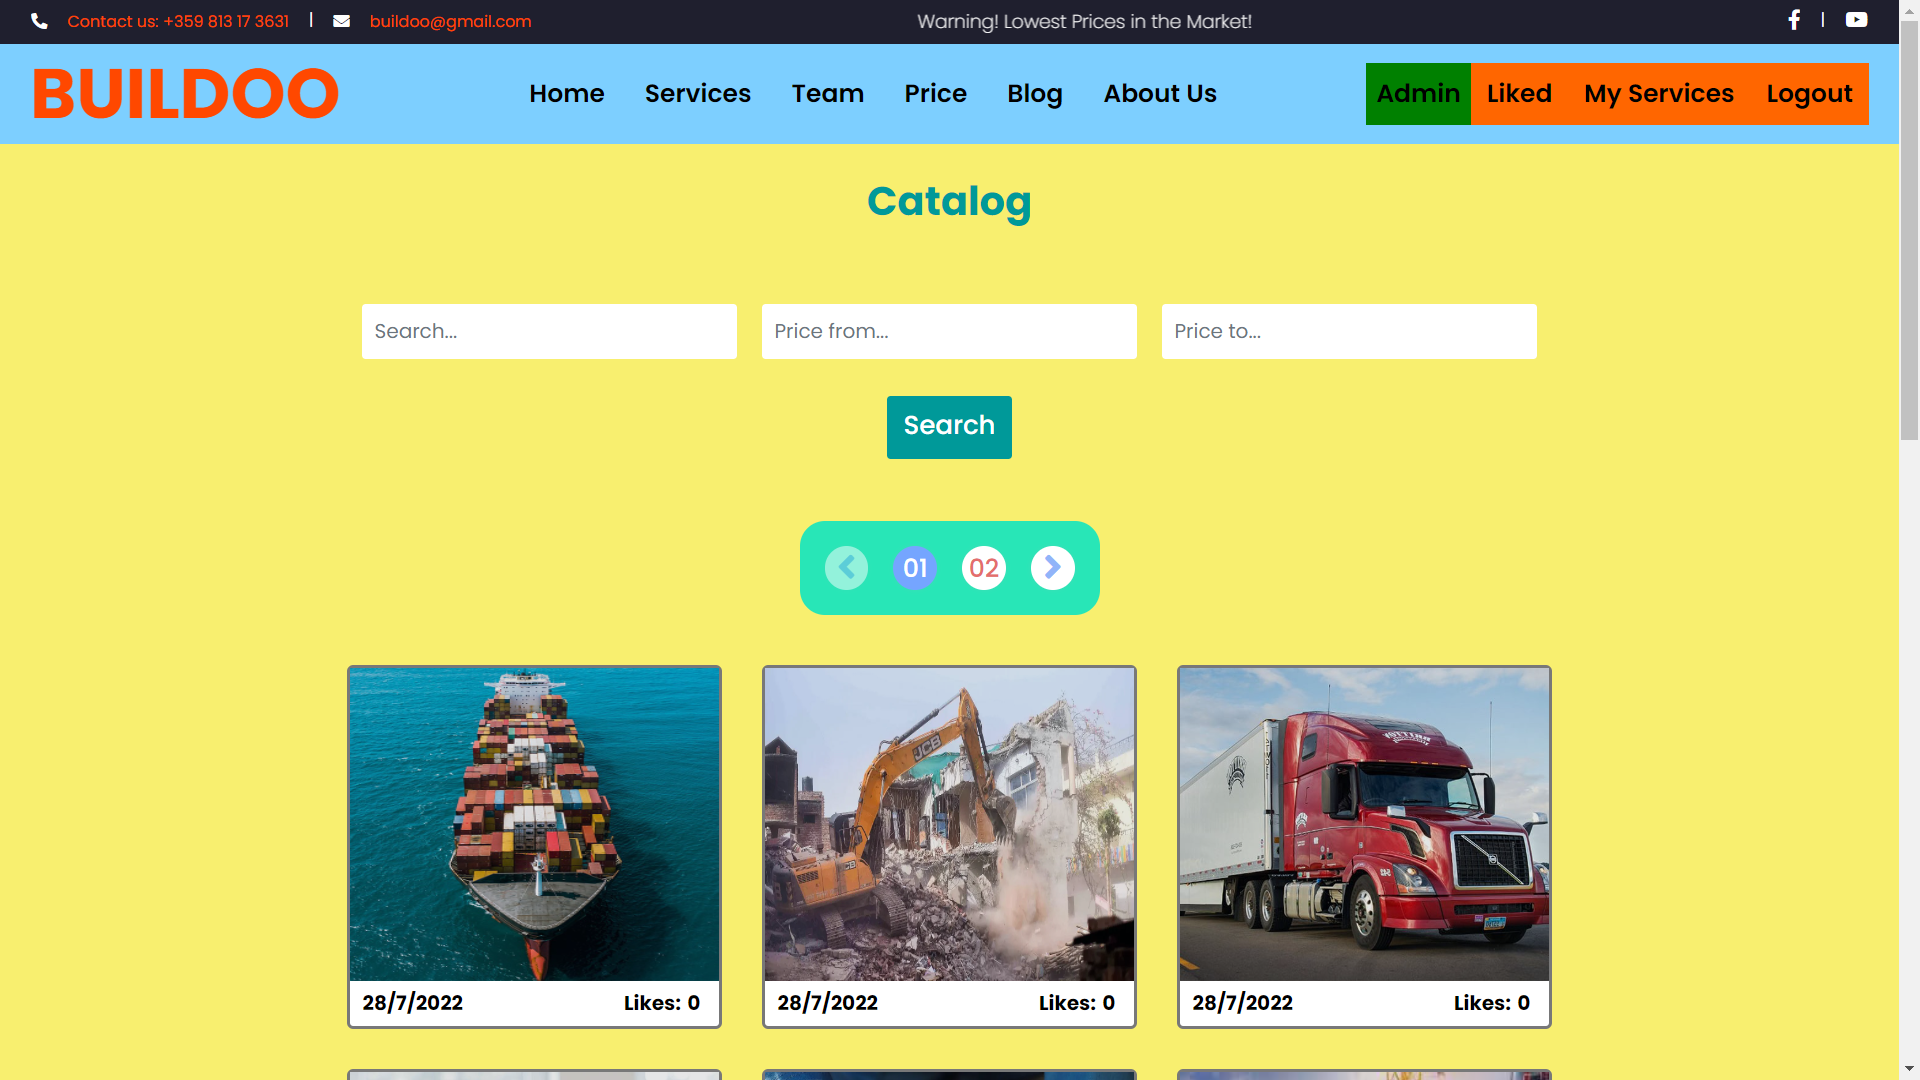 Contact us: +359 813 17 3631 | buildoo@gmail.com Warning! Lowest Prices in the Market! |
BUILDOO Home Services Team Price Blog About Us Admin Liked My Services Logout
Catalog
Search... Price from... Price to...
Search
01 02
JCB
28/7/2022 Likes: 0 28/7/2022 Likes: 0 28/7/2022 Likes: 0